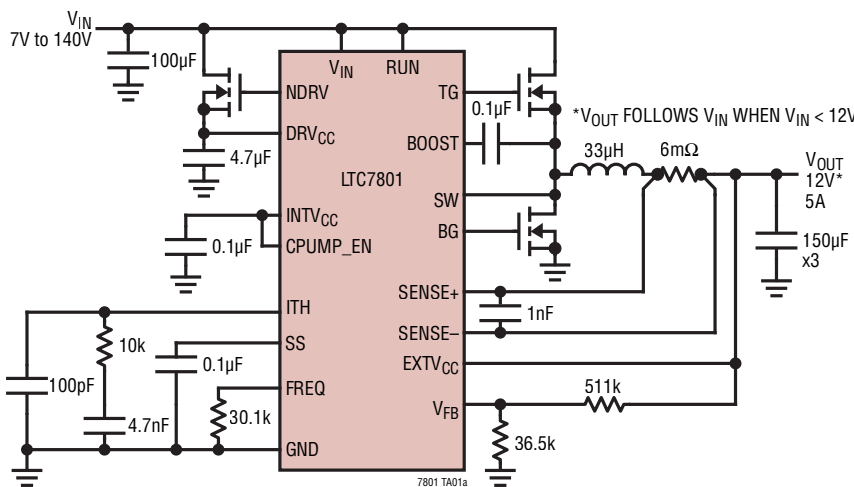 V_IN
7V to 140V
100µF
V_IN
RUN
NDRV
TG
0.1µF
*V_OUT FOLLOWS V_IN WHEN V_IN < 12V
DRV_CC
BOOST
33µH
6mΩ
4.7µF
LTC7801
V_OUT
12V*
5A
SW
INTV_CC
BG
0.1µF
CPUMP_EN
150µF
x3
SENSE+
ITH
1nF
SENSE–
10k
SS
0.1µF
EXTV_CC
100pF
FREQ
511k
4.7nF
30.1k
V_FB
GND
36.5k
7801 TA01a